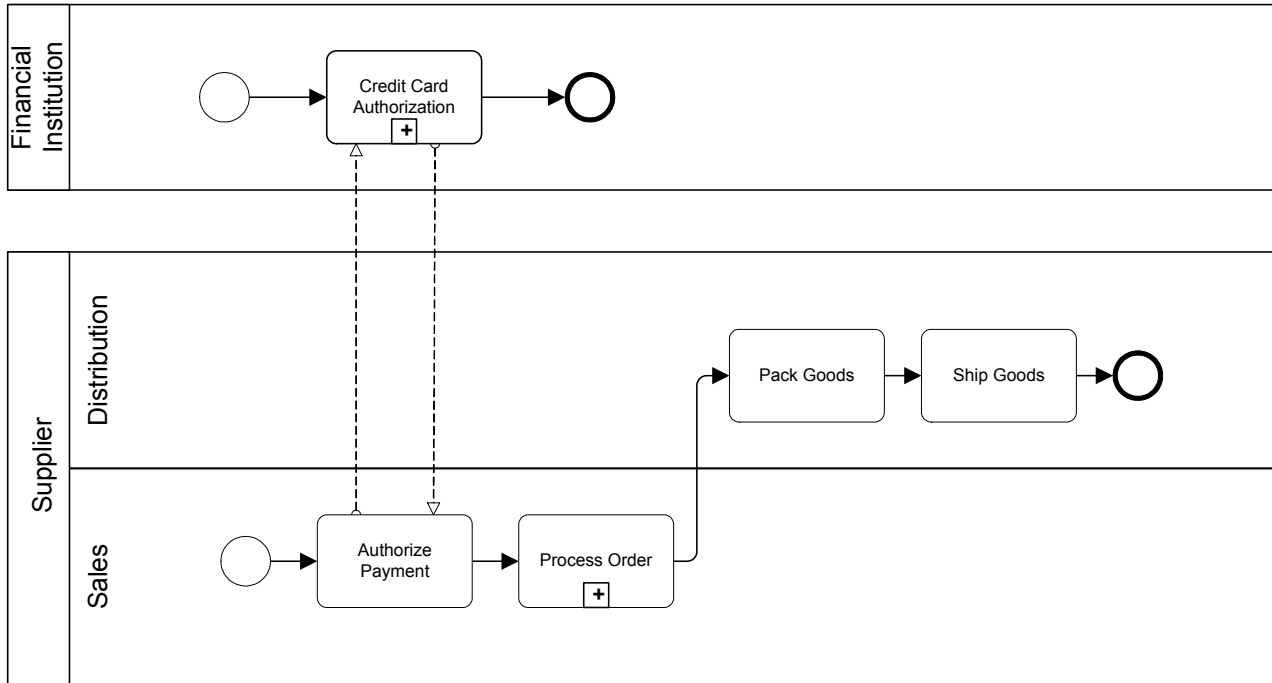 Financial
Institution
Credit Card
Authorization
+
Supplier
Distribution
Pack Goods
Ship Goods
Sales
Authorize
Payment
Process Order
+